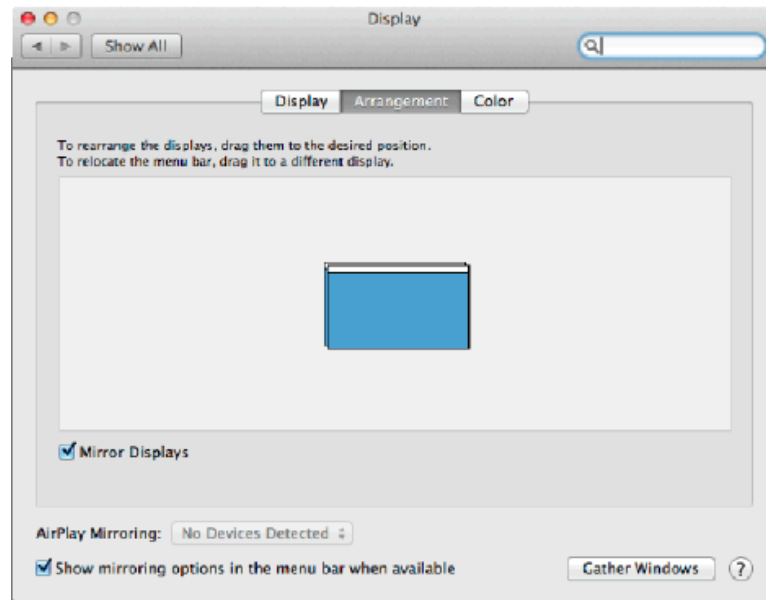 Display
Show All
Display Arrangement Color
To rearrange the displays, drag them to the desired position.
To relocate the menu bar, drag it to a different display.
Mirror Displays
AirPlay Mirroring: No Devices Detected
Show mirroring options in the menu bar when available
Gather Windows ?